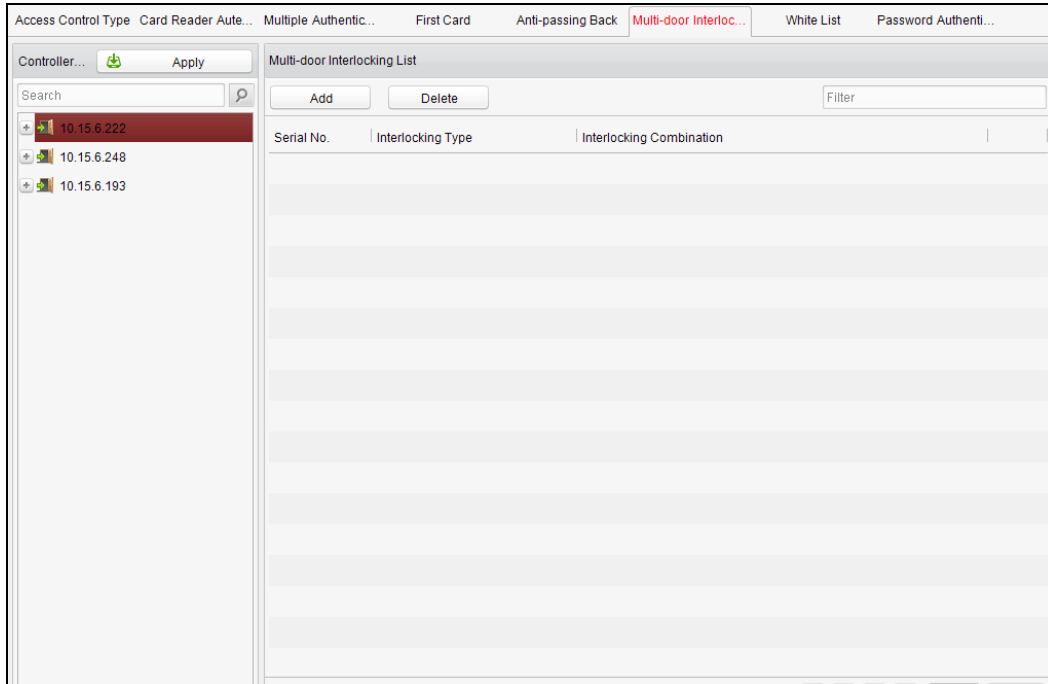 Access Control Type Card Reader Aute... Multiple Authentic... First Card Anti-passing Back Multi-door Interloc... White List Password Authenti...
Controller... Apply
Multi-door Interlocking List
Search
Add Delete Filter
Serial No. Interlocking Type Interlocking Combination
10.15.6.222
10.15.6.248
10.15.6.193